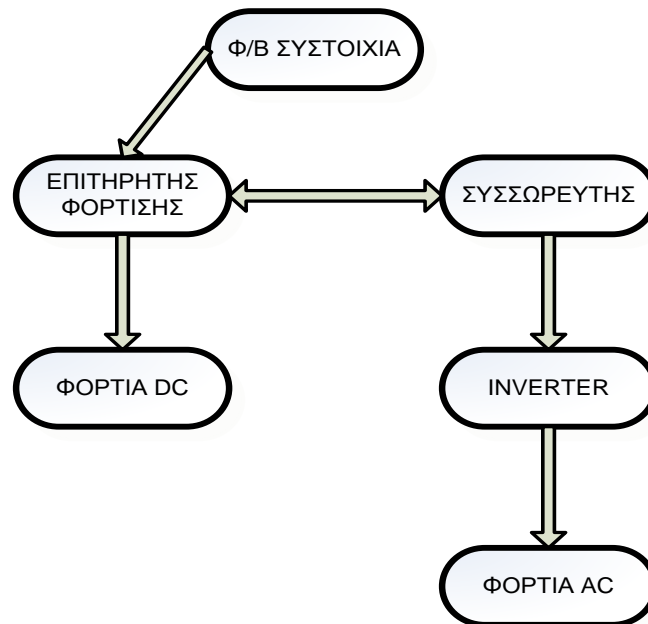 Φ/Β ΣΥΣΤΟΙΧΙΑ
ΕΠΙΤΗΡΗΤΗΣ
ΦΟΡΤΙΣΗΣ
ΣΥΣΣΩΡΕΥΤΗΣ
ΦΟΡΤΙΑ DC
INVERTER
ΦΟΡΤΙΑ AC